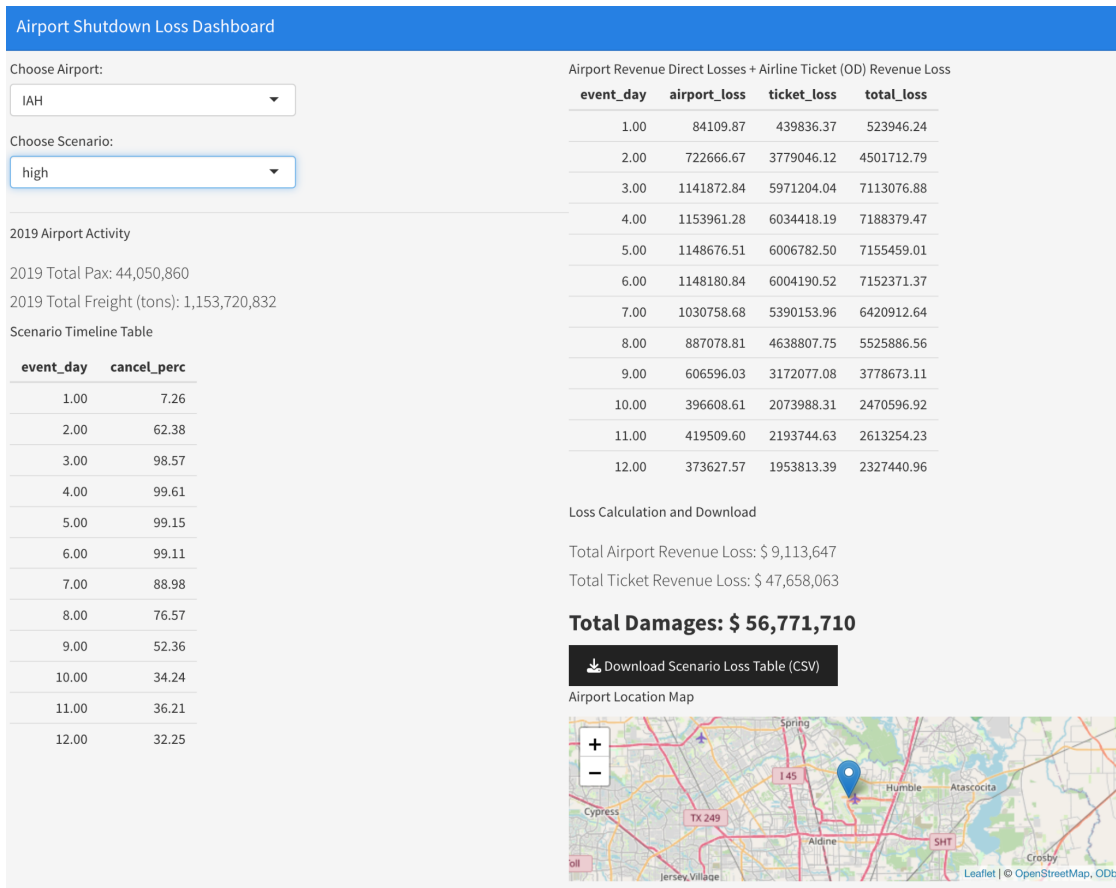 Airport Shutdown Loss Dashboard
Choose Airport:
IAH
Choose Scenario:
high
2019 Airport Activity
2019 Total Pax: 44,050,860
2019 Total Freight (tons): 1,153,720,832
Scenario Timeline Table
event_day cancel_perc
1.00 7.26
2.00 62.38
3.00 98.57
4.00 99.61
5.00 99.15
6.00 99.11
7.00 88.98
8.00 76.57
9.00 52.36
10.00 34.24
11.00 36.21
12.00 32.25
Airport Revenue Direct Losses + Airline Ticket (OD) Revenue Loss
event_day airport_loss ticket_loss total_loss
1.00 84109.87 439836.37 523946.24
2.00 722666.67 3779046.12 4501712.79
3.00 1141872.84 5971204.04 7113076.88
4.00 1153961.28 6034418.19 7188379.47
5.00 1148676.51 6006782.50 7155459.01
6.00 1148180.84 6004190.52 7152371.37
7.00 1030758.68 5390153.96 6420912.64
8.00 887078.81 4638807.75 5525886.56
9.00 606596.03 3172077.08 3778673.11
10.00 396608.61 2073988.31 2470596.92
11.00 419509.60 2193744.63 2613254.23
12.00 373627.57 1953813.39 2327440.96
Loss Calculation and Download
Total Airport Revenue Loss: $ 9,113,647
Total Ticket Revenue Loss: $ 47,658,063
Total Damages: $ 56,771,710
Download Scenario Loss Table (CSV)
Airport Location Map
+
−
Spring
I 45
Humble
Atascocita
Cypress
TX 249
Aldine
SHT
Crosby
oll
Jersey Village
Leaflet | © OpenStreetMap, ODb